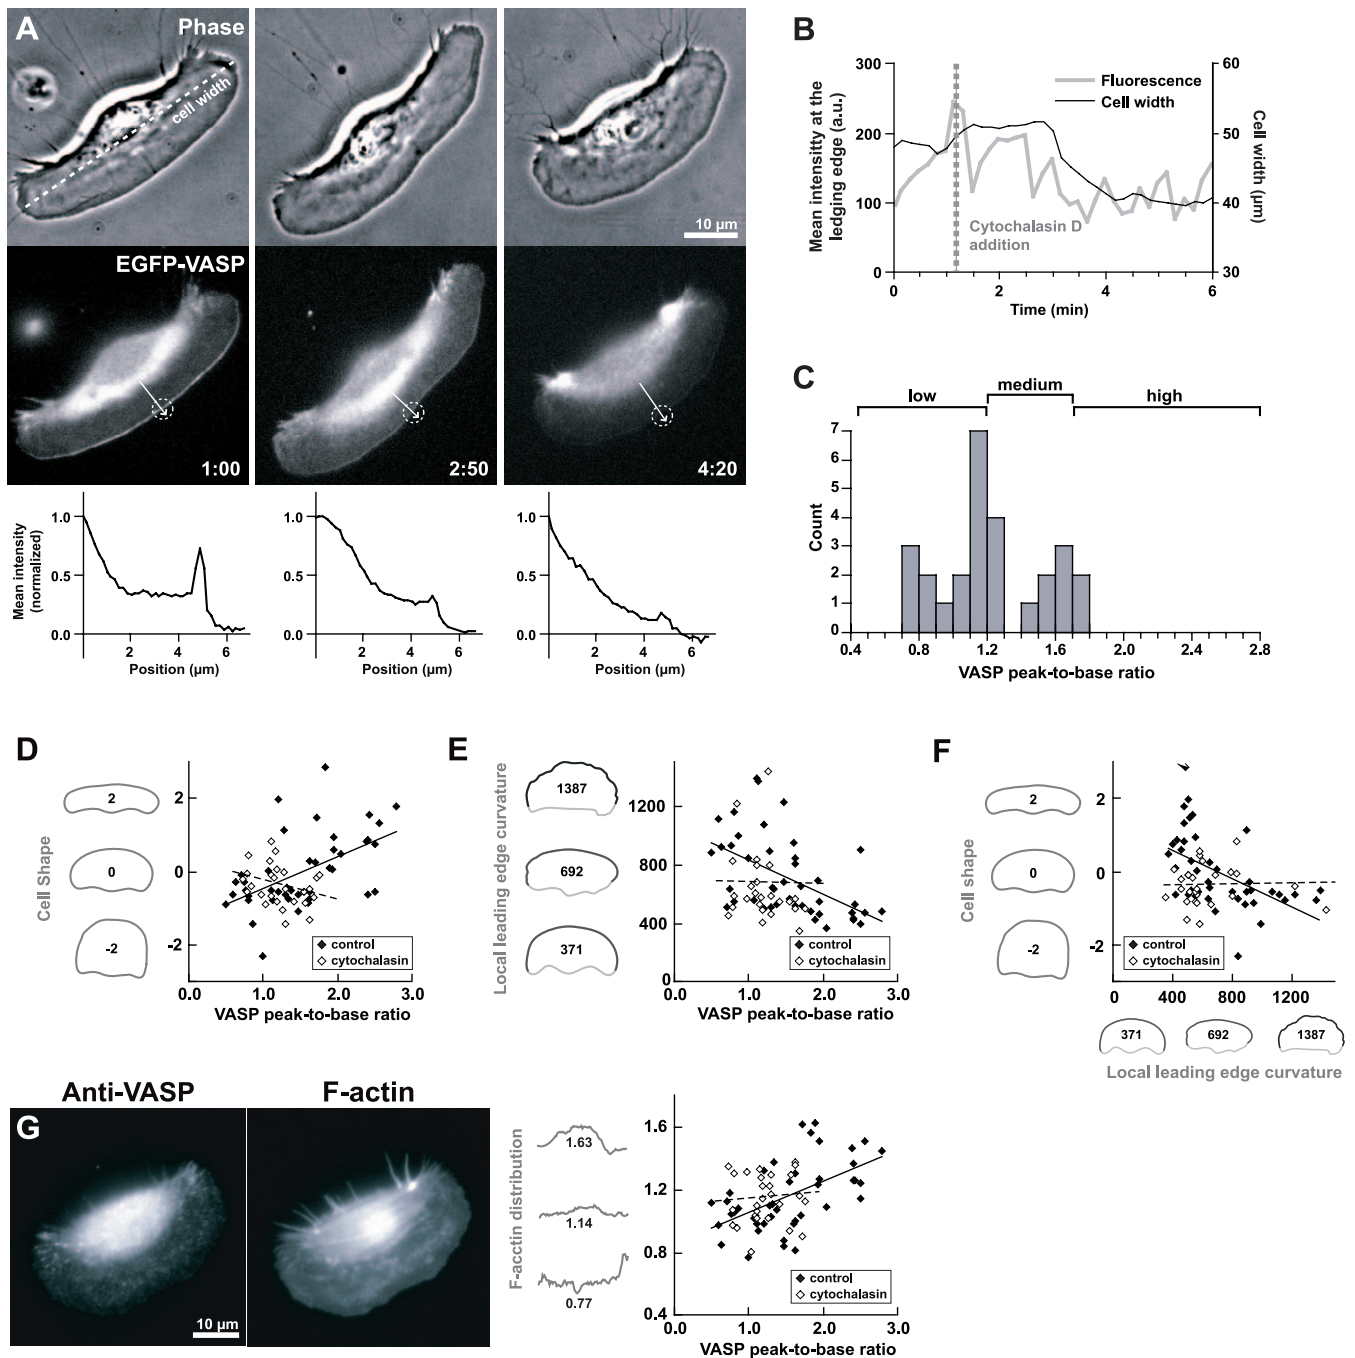 A
Phase
cell width
10 µm
EGFP-VASP
1:00
2:50
4:20
Mean intensity
(normalized)
1.0
0.5
0.0
2
4
6
Position (µm)
1.0
0.5
0.0
2
4
6
Position (µm)
1.0
0.5
0.0
2
4
6
Position (µm)
B
Mean intensity at the
ledging edge (a.u.)
300
200
100
0
Fluorescence
Cell width
Cytochalasin D
addition
60
50
40
30
Cell width (µm)
0
2
4
6
Time (min)
C
low
medium
high
Count
7
6
5
4
3
2
1
0
0.4
0.8
1.2
1.6
2.0
2.4
2.8
VASP peak-to-base ratio
D
Cell Shape
2
0
-2
2
0
-2
control
cytochalasin
0.0
1.0
2.0
3.0
VASP peak-to-base ratio
E
Local leading edge curvature
1387
692
371
1200
800
400
0
control
cytochalasin
0.0
1.0
2.0
3.0
VASP peak-to-base ratio
F
Cell shape
2
0
-2
2
0
-2
control
cytochalasin
0
400
800
1200
371
692
1387
Local leading edge curvature
G
Anti-VASP
F-actin
10 µm
F-acctin distribution
1.63
1.14
0.77
1.6
1.2
0.8
0.4
control
cytochalasin
0.0
1.0
2.0
3.0
VASP peak-to-base ratio